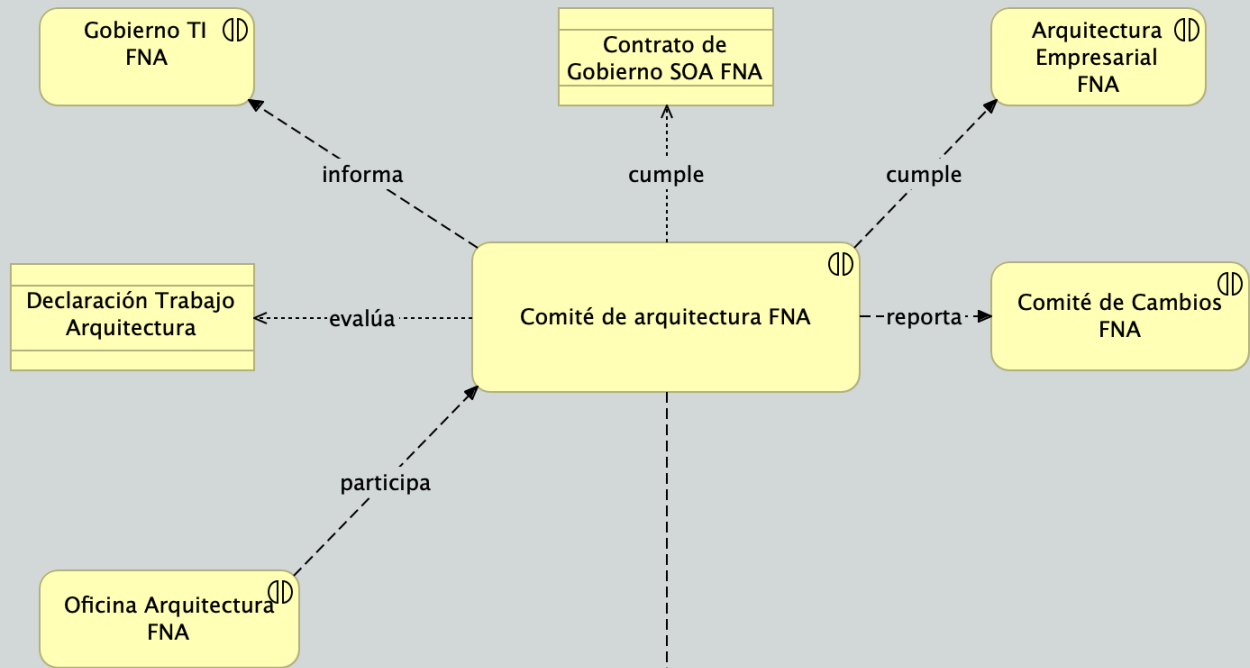 Gobierno TI
FNA
Contrato de
Gobierno SOA FNA
Arquitectura
Empresarial
FNA
informa
cumple
cumple
Declaración Trabajo
Arquitectura
evalúa
Comité de arquitectura FNA
reporta
Comité de Cambios
FNA
participa
Oficina Arquitectura
FNA